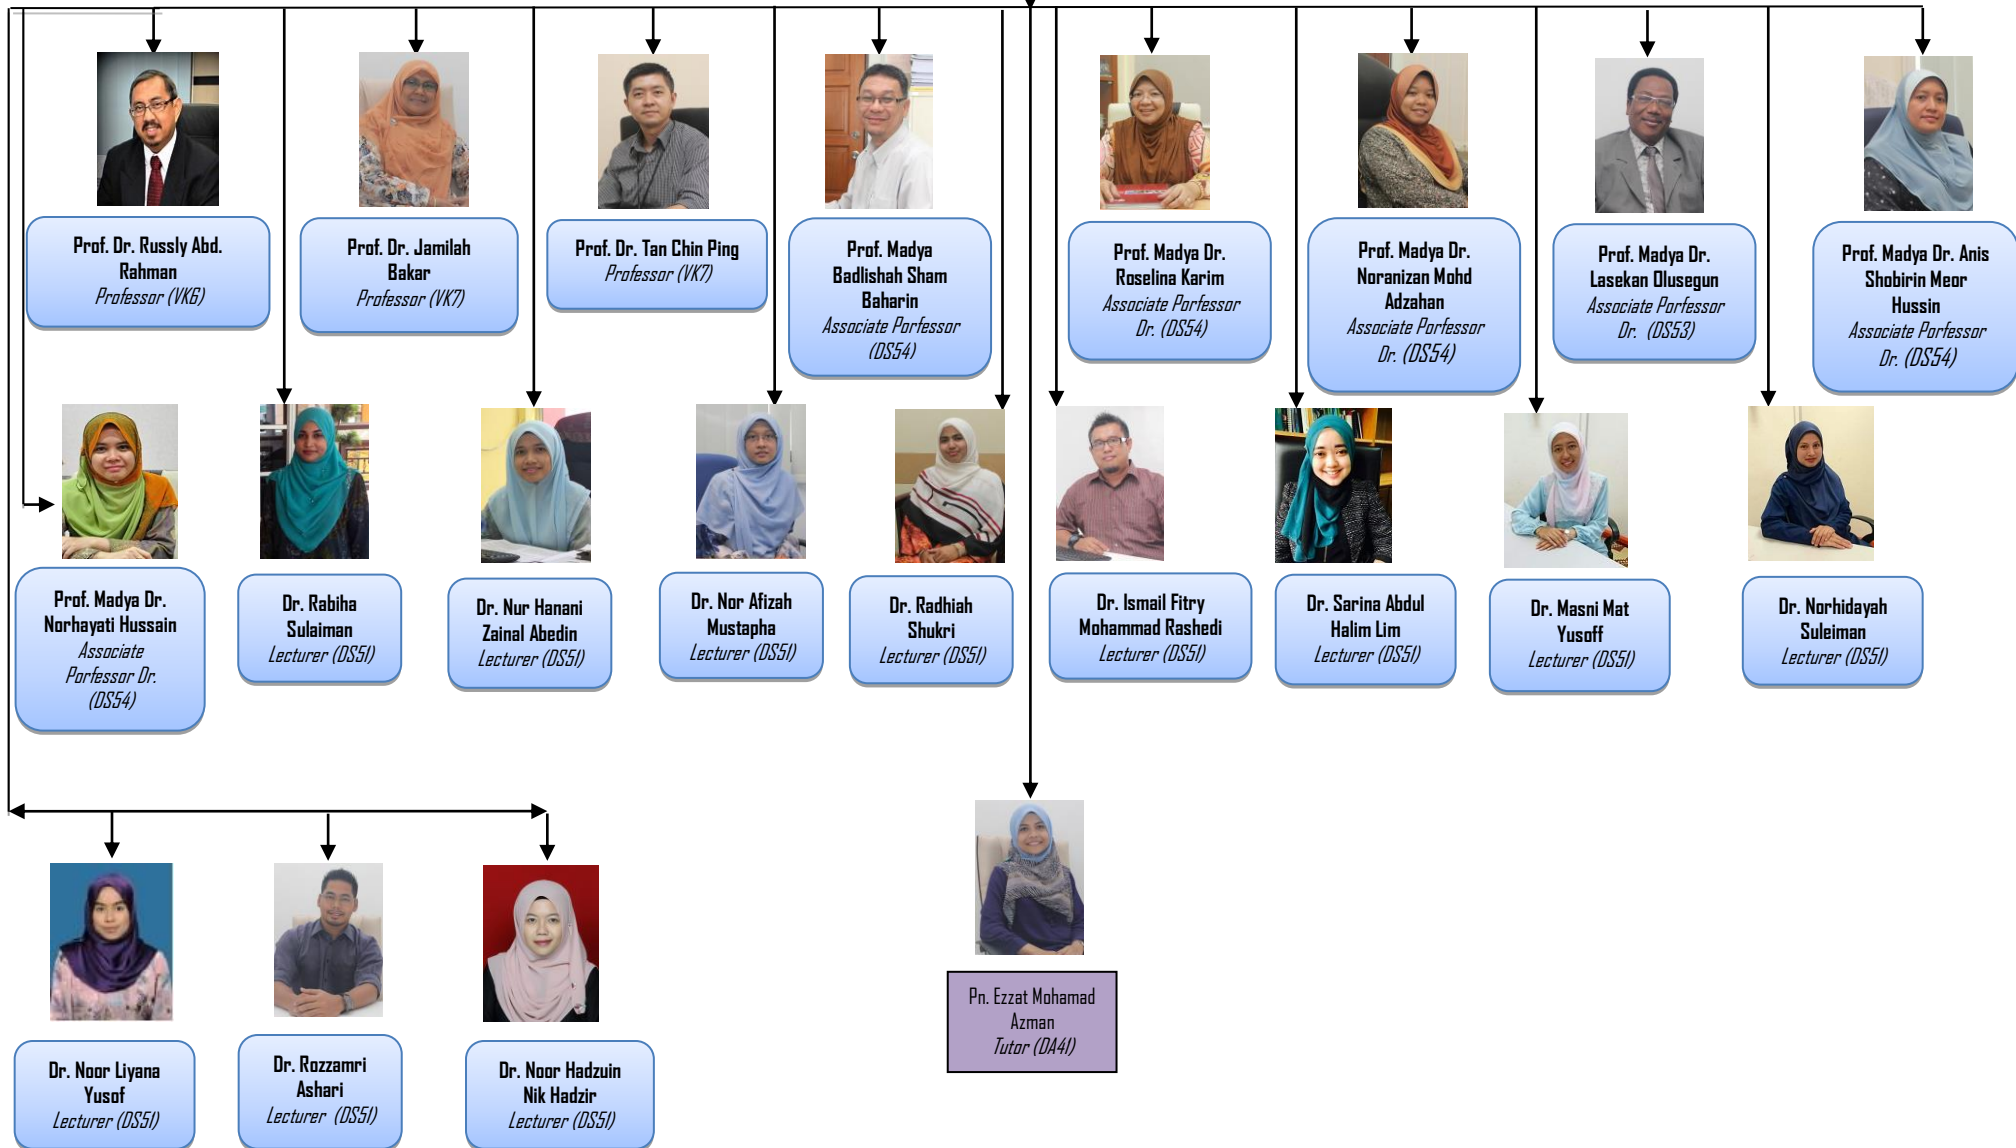 Prof. Dr. Russly Abd.
Rahman
Professor (VK6)
Prof. Dr. Jamilah
Bakar
Professor (VK7)
Prof. Dr. Tan Chin Ping
Professor (VK7)
Prof. Madya
Badlishah Sham
Baharin
Associate Porfessor
(DS54)
Prof. Madya Dr.
Roselina Karim
Associate Porfessor
Dr. (DS54)
Prof. Madya Dr.
Noranizan Mohd
Adzahan
Associate Porfessor
Dr. (DS54)
Prof. Madya Dr.
Lasekan Olusegun
Associate Porfessor
Dr. (DS53)
Prof. Madya Dr. Anis
Shobirin Meor
Hussin
Associate Porfessor
Dr. (DS54)
Prof. Madya Dr.
Norhayati Hussain
Associate
Porfessor Dr.
(DS54)
Dr. Rabiha
Sulaiman
Lecturer (DS51)
Dr. Nur Hanani
Zainal Abedin
Lecturer (DS51)
Dr. Nor Afizah
Mustapha
Lecturer (DS51)
Dr. Radhiah
Shukri
Lecturer (DS51)
Dr. Ismail Fitry
Mohammad Rashedi
Lecturer (DS51)
Dr. Sarina Abdul
Halim Lim
Lecturer (DS51)
Dr. Masni Mat
Yusoff
Lecturer (DS51)
Dr. Norhidayah
Suleiman
Lecturer (DS51)
Dr. Noor Liyana
Yusof
Lecturer (DS51)
Dr. Rozzamri
Ashari
Lecturer (DS51)
Dr. Noor Hadzuin
Nik Hadzir
Lecturer (DS51)
Pn. Ezzat Mohamad
Azman
Tutor (DA41)